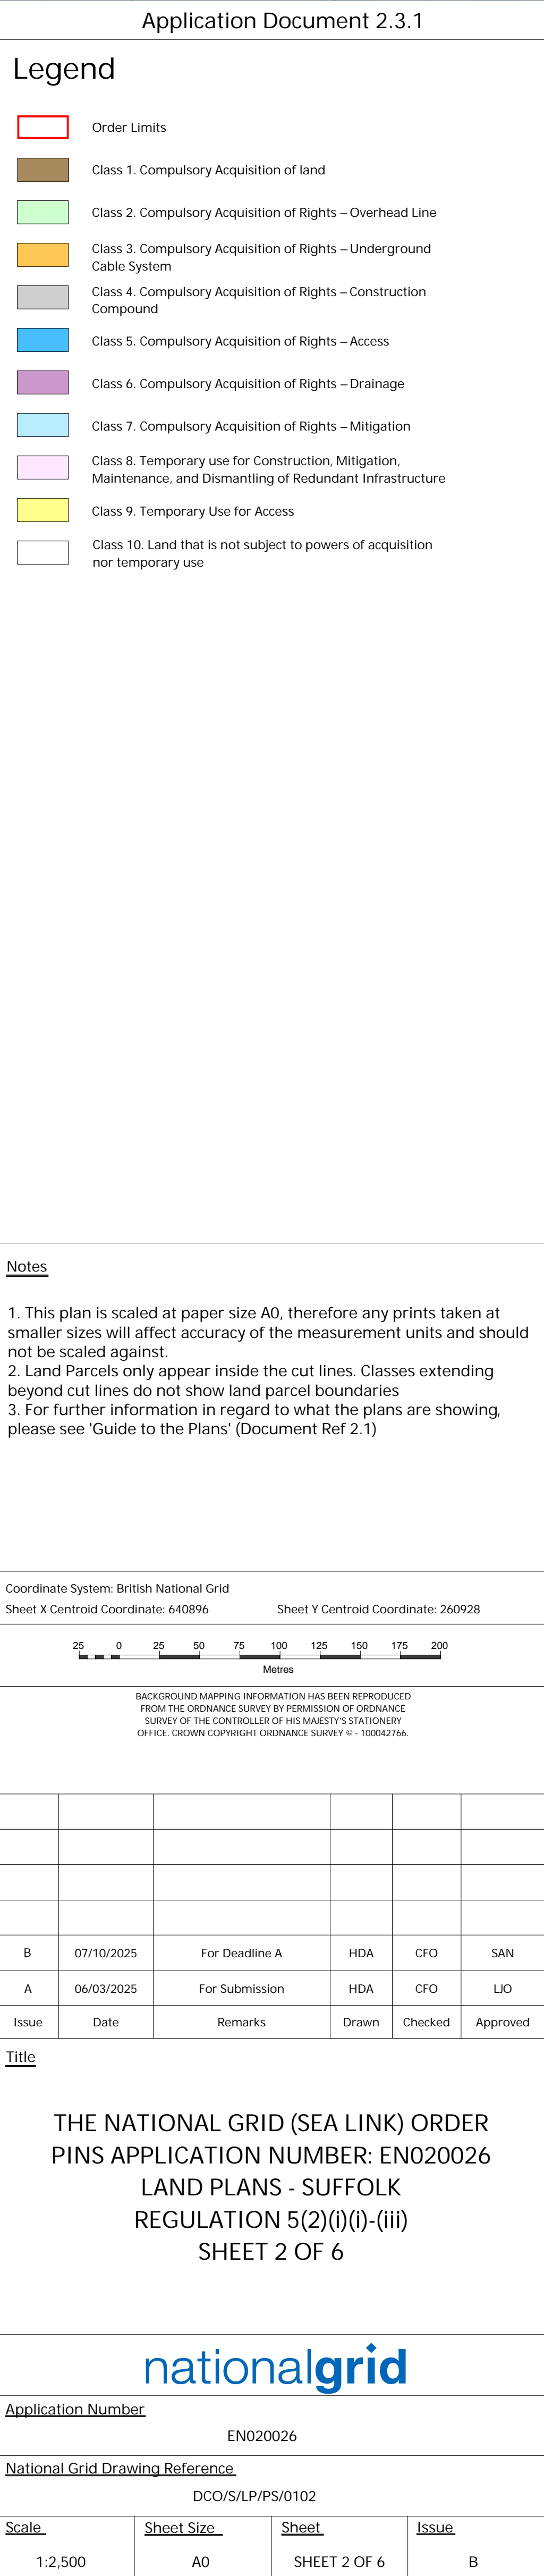 Application Document 2.3.1
Legend
Order Limits
Class 1. Compulsory Acquisition of land
Class 2. Compulsory Acquisition of Rights – Overhead Line
Class 3. Compulsory Acquisition of Rights – Underground
Cable System
Class 4. Compulsory Acquisition of Rights – Construction
Compound
Class 5. Compulsory Acquisition of Rights – Access
Class 6. Compulsory Acquisition of Rights – Drainage
Class 7. Compulsory Acquisition of Rights – Mitigation
Class 8. Temporary use for Construction, Mitigation,
Maintenance, and Dismantling of Redundant Infrastructure
Class 9. Temporary Use for Access
Class 10. Land that is not subject to powers of acquisition
nor temporary use
Notes
1. This plan is scaled at paper size A0, therefore any prints taken at
smaller sizes will affect accuracy of the measurement units and should
not be scaled against.
2. Land Parcels only appear inside the cut lines. Classes extending
beyond cut lines do not show land parcel boundaries
3. For further information in regard to what the plans are showing,
please see 'Guide to the Plans' (Document Ref 2.1)
Coordinate System: British National Grid
Sheet X Centroid Coordinate: 640896 Sheet Y Centroid Coordinate: 260928
25 0 25 50 75 100 125 150 175 200
Metres
BACKGROUND MAPPING INFORMATION HAS BEEN REPRODUCED
FROM THE ORDNANCE SURVEY BY PERMISSION OF ORDNANCE
SURVEY OF THE CONTROLLER OF HIS MAJESTY'S STATIONERY
OFFICE. CROWN COPYRIGHT ORDNANCE SURVEY © - 100042766.
B 07/10/2025 For Deadline A HDA CFO SAN
A 06/03/2025 For Submission HDA CFO LJO
Issue Date Remarks Drawn Checked Approved
Title
THE NATIONAL GRID (SEA LINK) ORDER
PINS APPLICATION NUMBER: EN020026
LAND PLANS - SUFFOLK
REGULATION 5(2)(i)(i)-(iii)
SHEET 2 OF 6
nationalgrid
Application Number
EN020026
National Grid Drawing Reference
DCO/S/LP/PS/0102
Scale Sheet Size Sheet Issue
1:2,500 A0 SHEET 2 OF 6 B